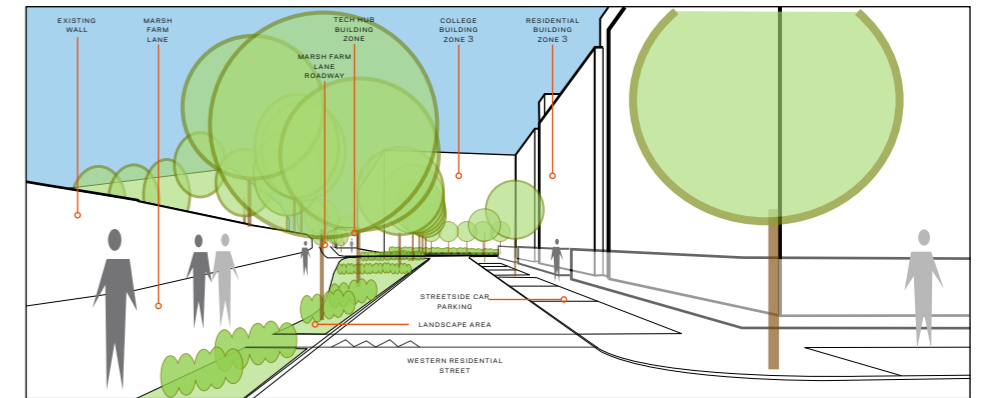 EXISTING
WALL
MARSH
FARM
LANE
TECH HUB
BUILDING
ZONE
MARSH FARM
LANE
ROADWAY
COLLEGE
BUILDING
ZONE 3
RESIDENTIAL
BUILDING
ZONE 3
STREETSIDE CAR
PARKING
LANDSCAPE AREA
WESTERN RESIDENTIAL
STREET